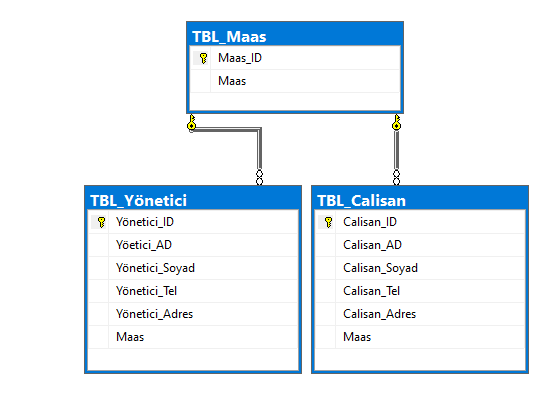 TBL_Maas
Maas_ID
Maas
TBL_Yönetici
Yönetici_ID
Yöetici_AD
Yönetici_Soyad
Yönetici_Tel
Yönetici_Adres
Maas
TBL_Calisan
Calisan_ID
Calisan_AD
Calisan_Soyad
Calisan_Tel
Calisan_Adres
Maas